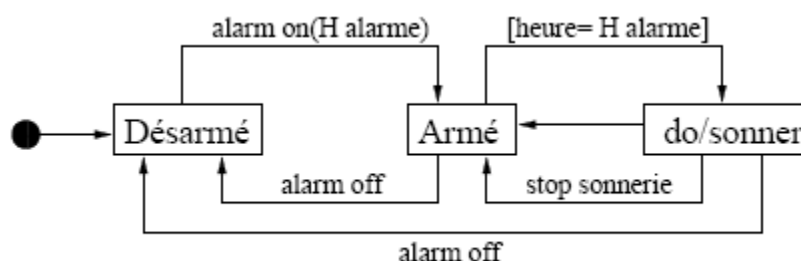 alarm on(H alarme)
[heure= H alarme]
Désarmé
Armé
do/sonner
alarm off
stop sonnerie
alarm off